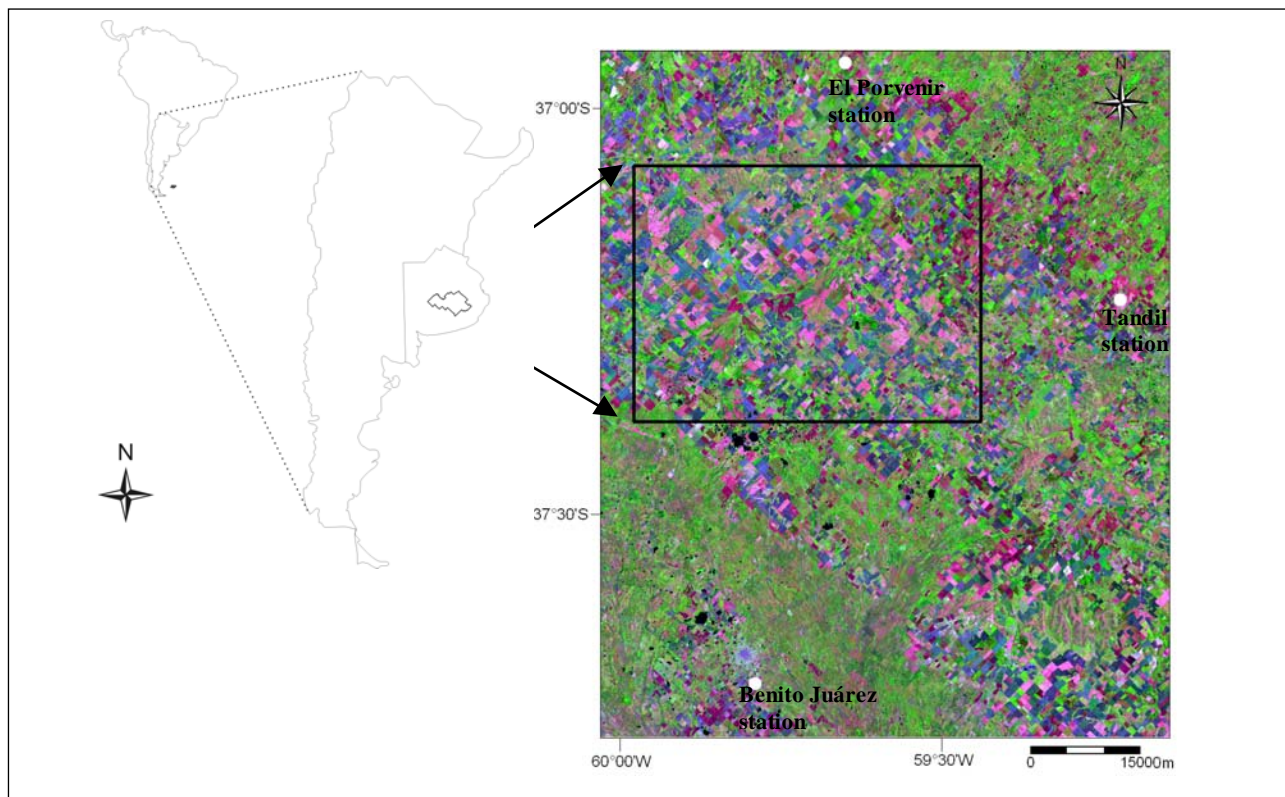 N
El Porvenir
station
37°00'S
Tandil
station
N
37°30'S
Benito Juárez
station
60°00'W
59°30'W
0
15000m